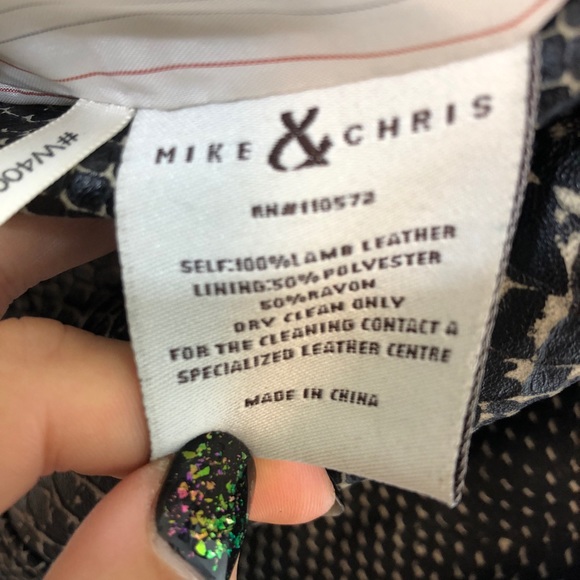 MIKE & CHRIS
RN#110572
SELF:100%LAMB LEATHER
LINING:50% POLYESTER
50%RAYON
DRY CLEAN ONLY
FOR THE CLEANING CONTACT A
SPECIALIZED LEATHER CENTRE
MADE IN CHINA
#W400